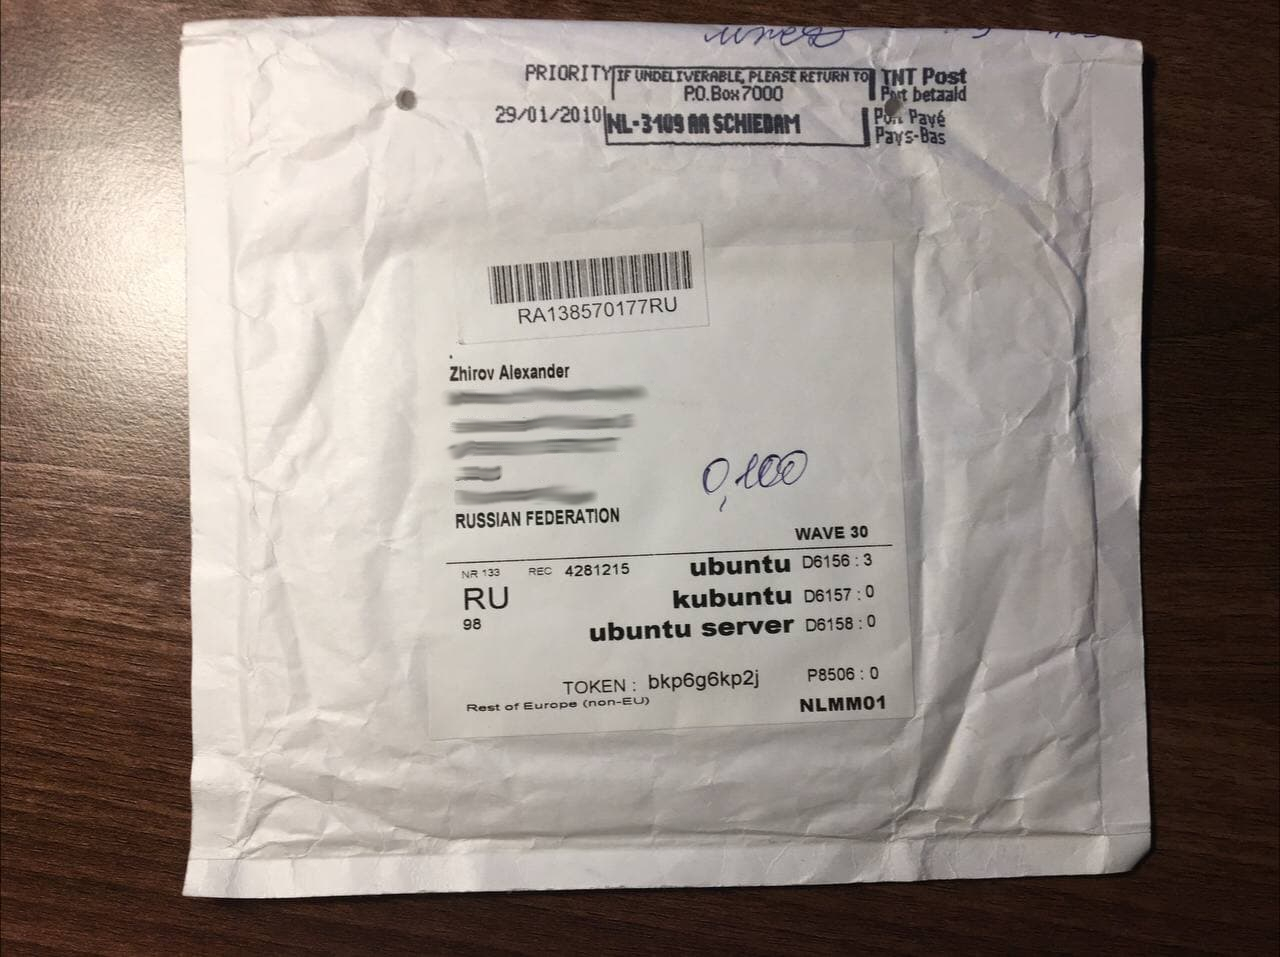 PRIORITY
29/01/2010
IF UNDELIVERABLE, PLEASE RETURN TO
P.O.Box 7000
NL-3109 AA SCHIEDAM
TNT Post
Port betaald
Port Payé
Pays-Bas
RA138570177RU
Zhirov Alexander
RUSSIAN FEDERATION
0,100
WAVE 30
NR 133 REC 4281215 ubuntu D6156 : 3
RU kubuntu D6157 : 0
98 ubuntu server D6158 : 0
TOKEN : bkp6g6kp2j P8506 : 0
Rest of Europe (non-EU) NLMM01